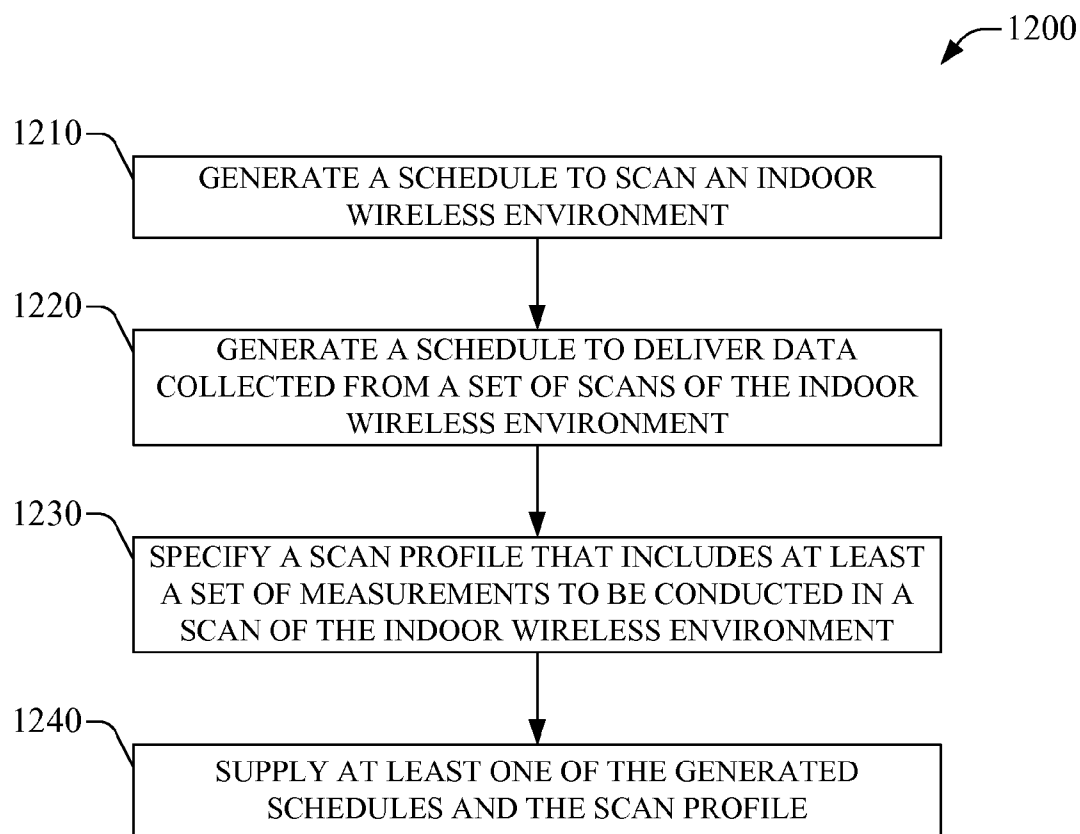 1200
1210
GENERATE A SCHEDULE TO SCAN AN INDOOR
WIRELESS ENVIRONMENT
1220
GENERATE A SCHEDULE TO DELIVER DATA
COLLECTED FROM A SET OF SCANS OF THE INDOOR
WIRELESS ENVIRONMENT
1230
SPECIFY A SCAN PROFILE THAT INCLUDES AT LEAST
A SET OF MEASUREMENTS TO BE CONDUCTED IN A
SCAN OF THE INDOOR WIRELESS ENVIRONMENT
1240
SUPPLY AT LEAST ONE OF THE GENERATED
SCHEDULES AND THE SCAN PROFILE